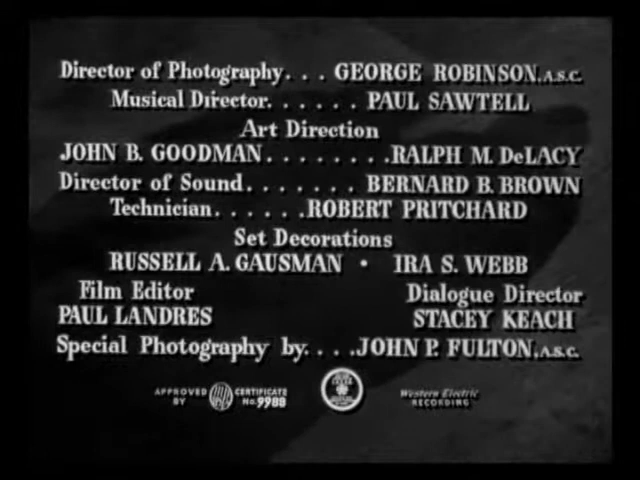 Director of Photography. . . GEORGE ROBINSON, A.S.C.
Musical Director. . . . . . PAUL SAWTELL
Art Direction
JOHN B. GOODMAN . . . . . . . . RALPH M. DeLACY
Director of Sound . . . . . . . BERNARD B. BROWN
Technician. . . . . . ROBERT PRITCHARD
Set Decorations
RUSSELL A. GAUSMAN • IRA S. WEBB
Film Editor Dialogue Director
PAUL LANDRES STACEY KEACH
Special Photography by. . . . JOHN P. FULTON, A.S.C.
APPROVED CERTIFICATE Western Electric
BY No. 9988 RECORDING